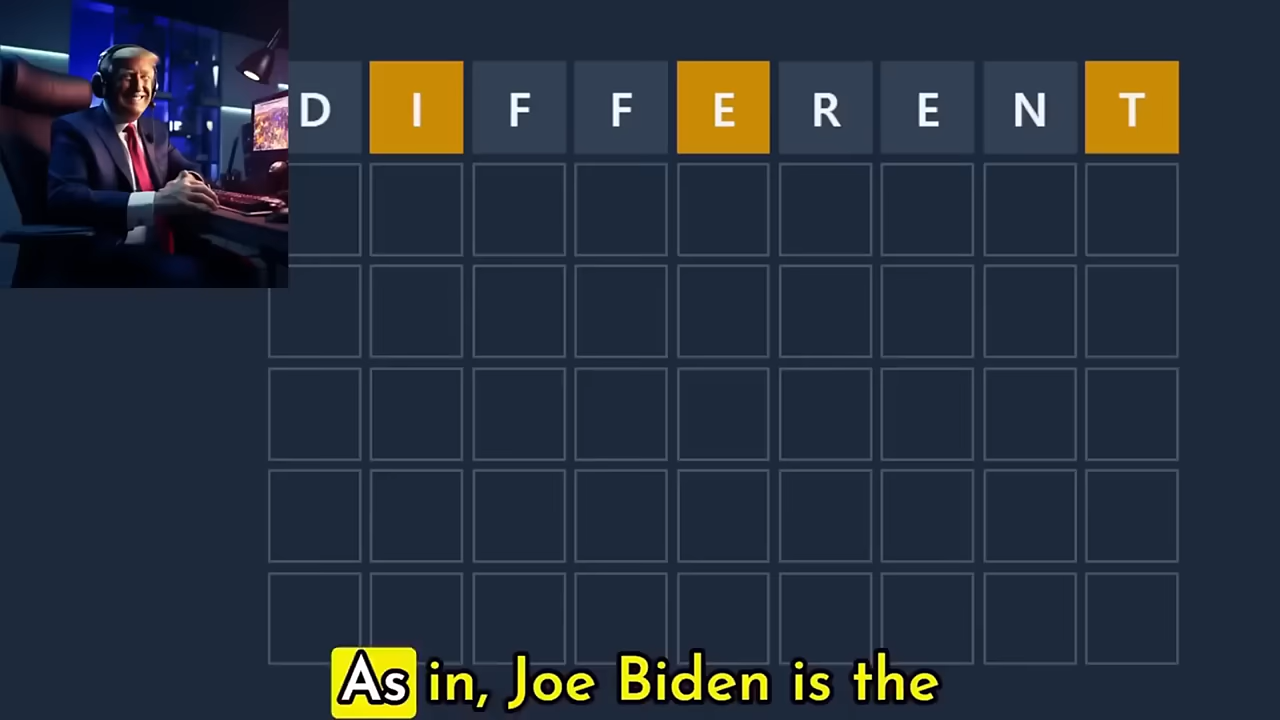 DIFFERENT
As in, Joe Biden is the